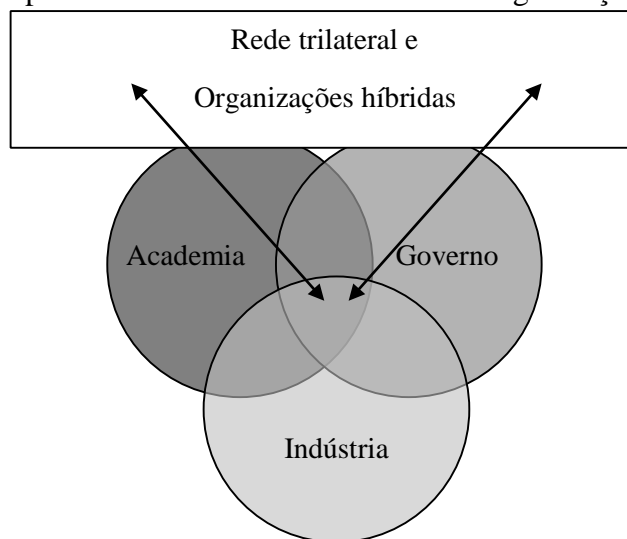 Rede trilateral e
Organizações híbridas
Academia
Governo
Indústria